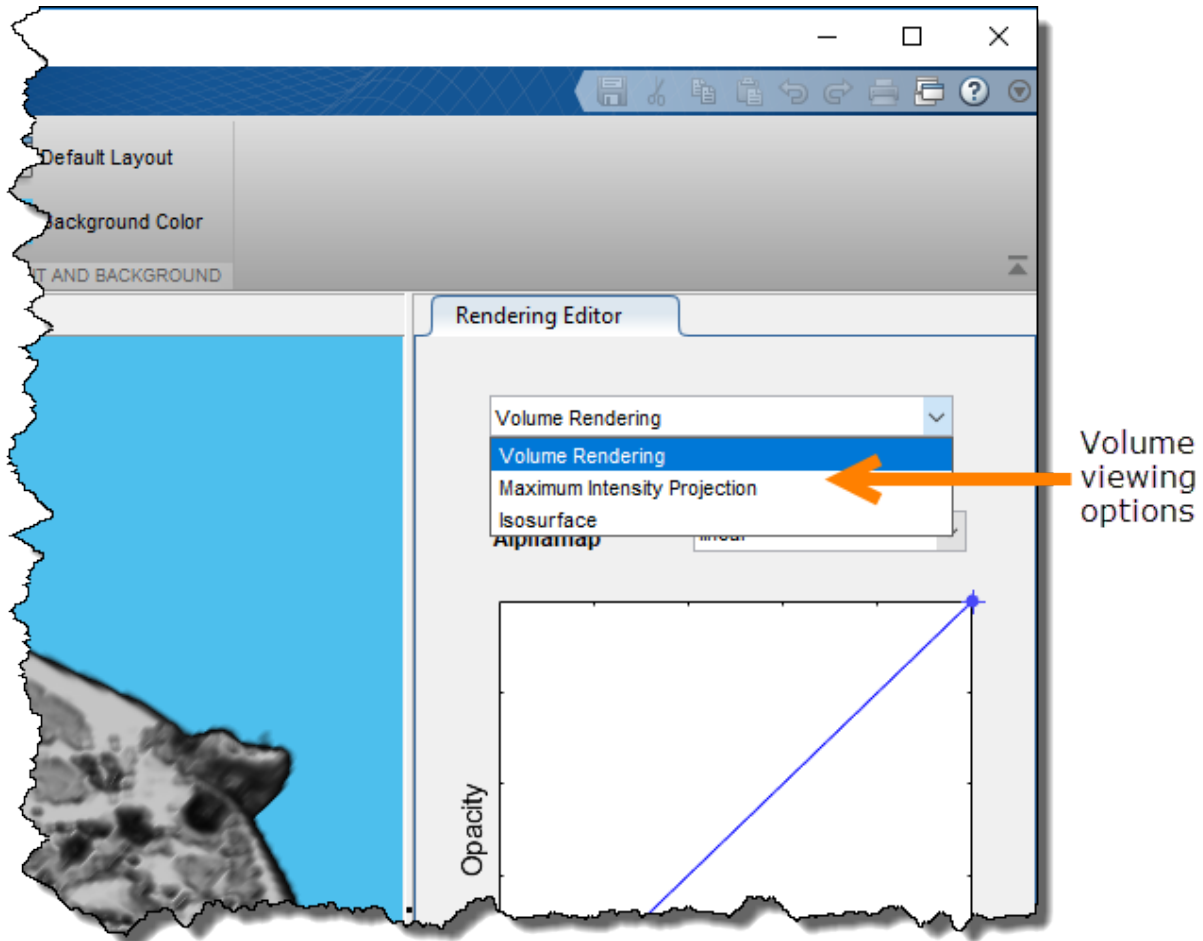 Default Layout
Background Color
T AND BACKGROUND
Rendering Editor
Volume Rendering
Volume Rendering
Maximum Intensity Projection
Isosurface
Alphamap linear
Volume
viewing
options
Opacity